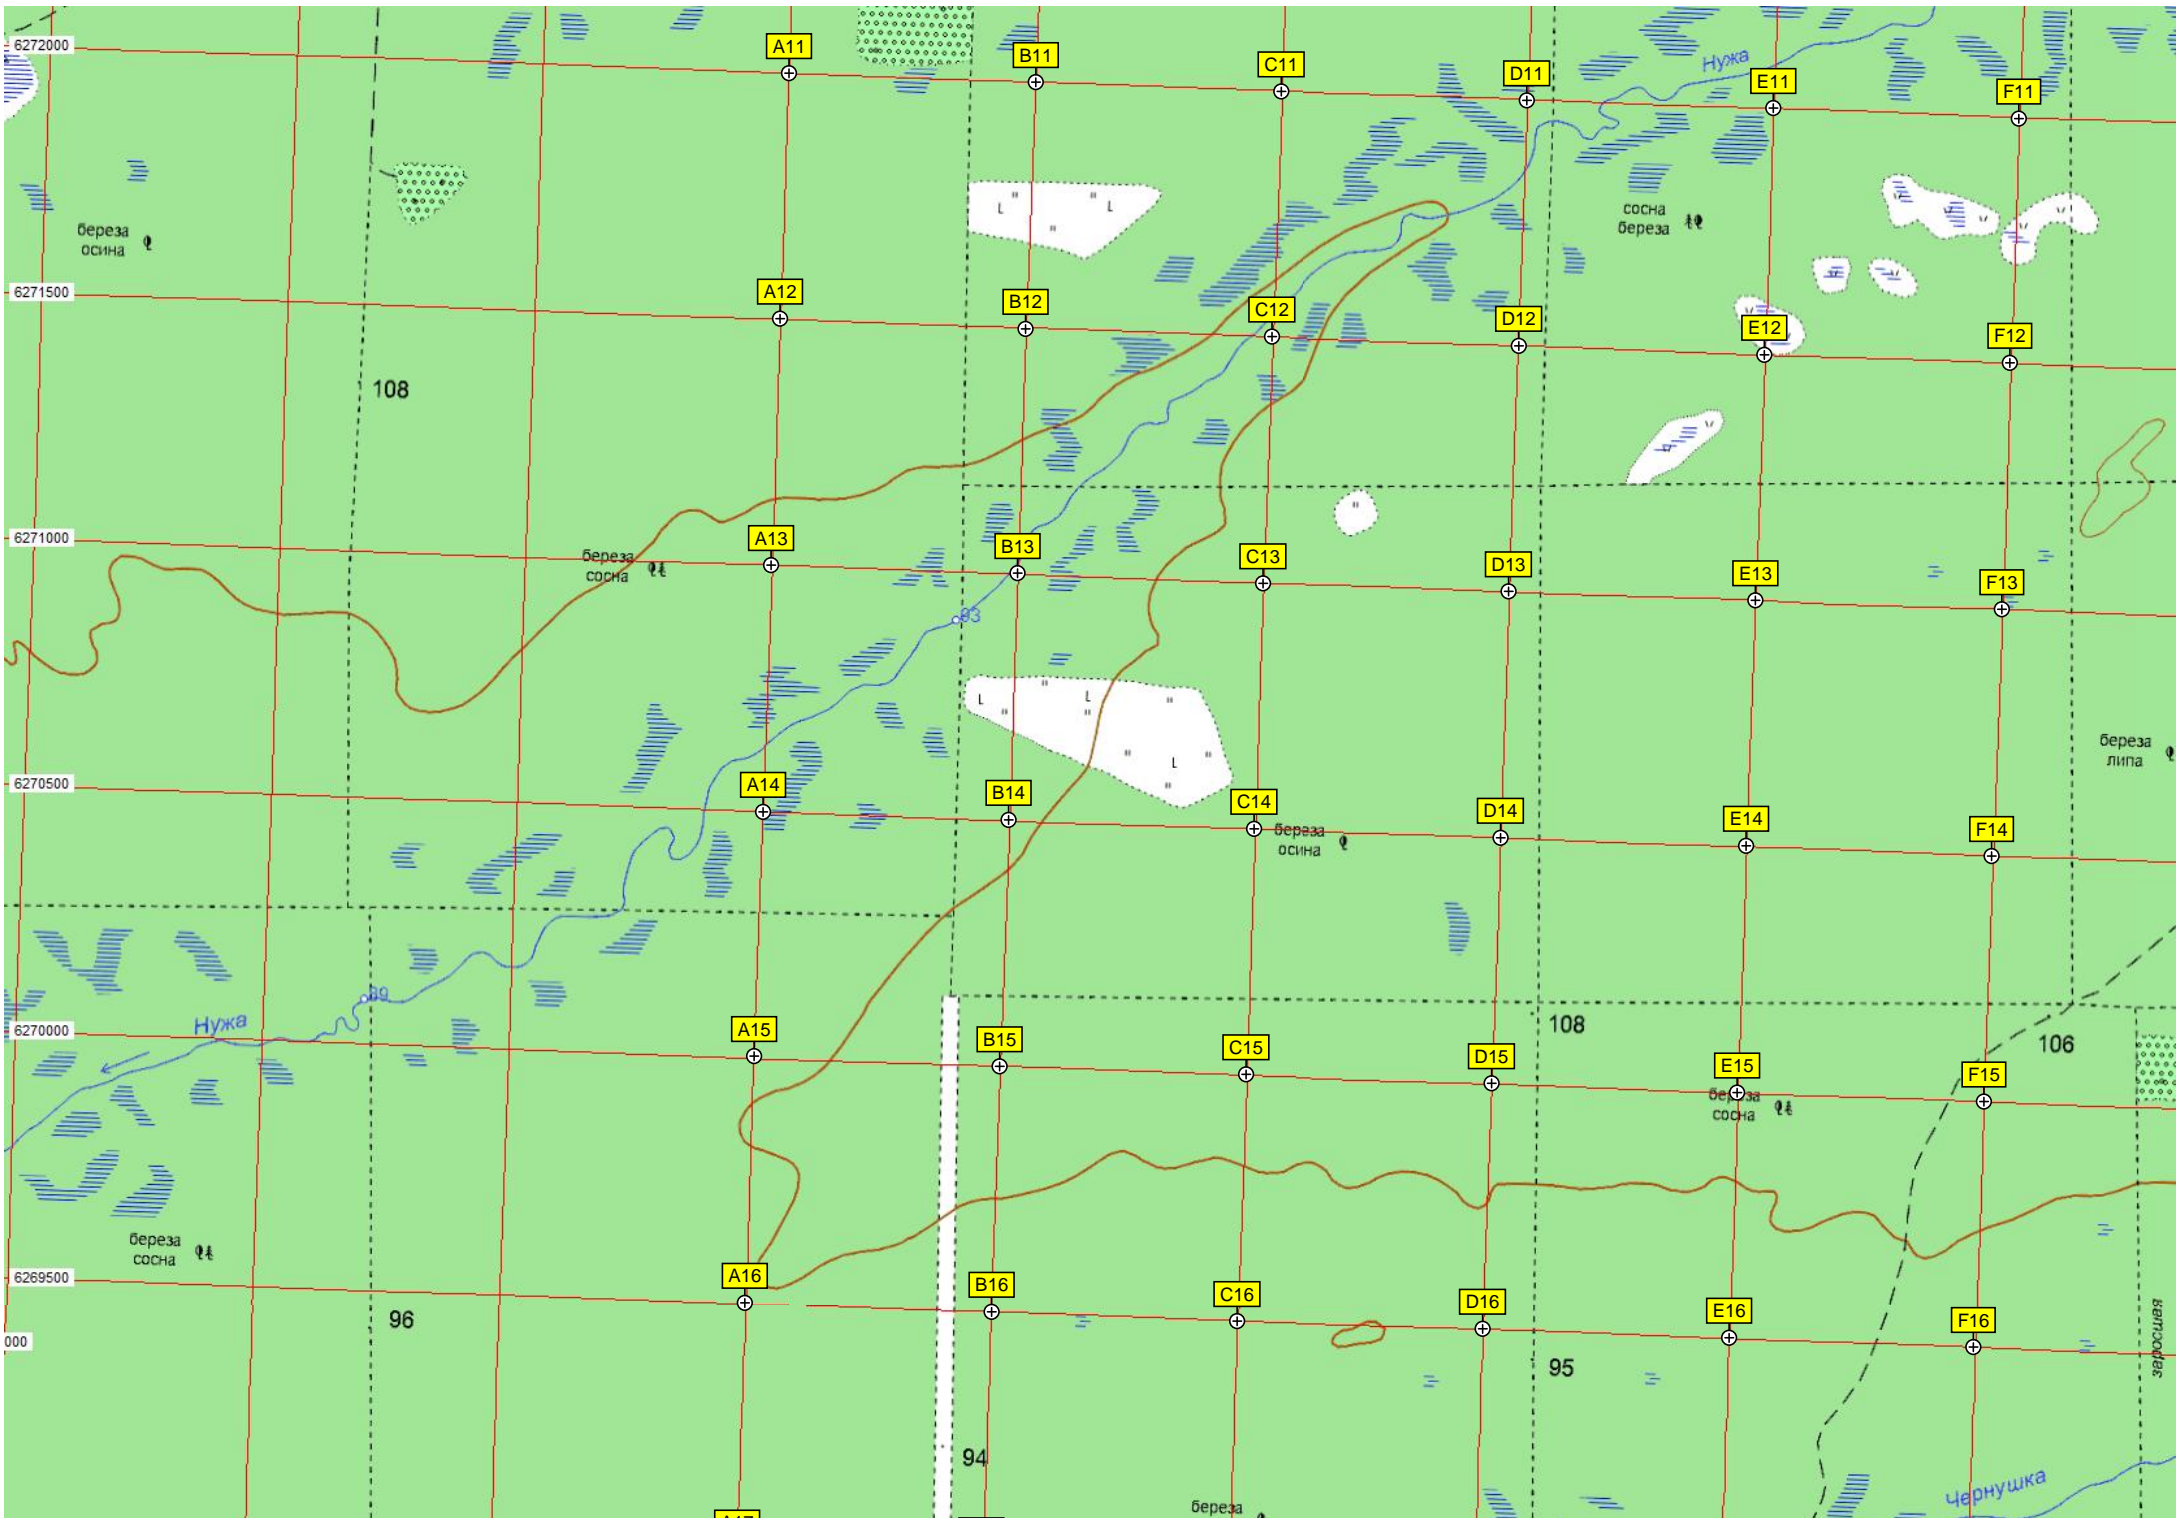 6272000
A11
B11
C11
D11
Нужа
E11
F11
береза
осина
сосна
береза
6271500
A12
B12
C12
D12
E12
F12
108
6271000
A13
B13
C13
D13
E13
F13
береза
сосна
93
6270500
A14
B14
C14
D14
E14
F14
береза
липа
береза
осина
89
Нужа
6270000
A15
B15
C15
D15
E15
F15
108
106
береза
сосна
береза
сосна
6269500
A16
B16
C16
D16
E16
F16
96
000
95
заросшая
94
Чернушка
береза